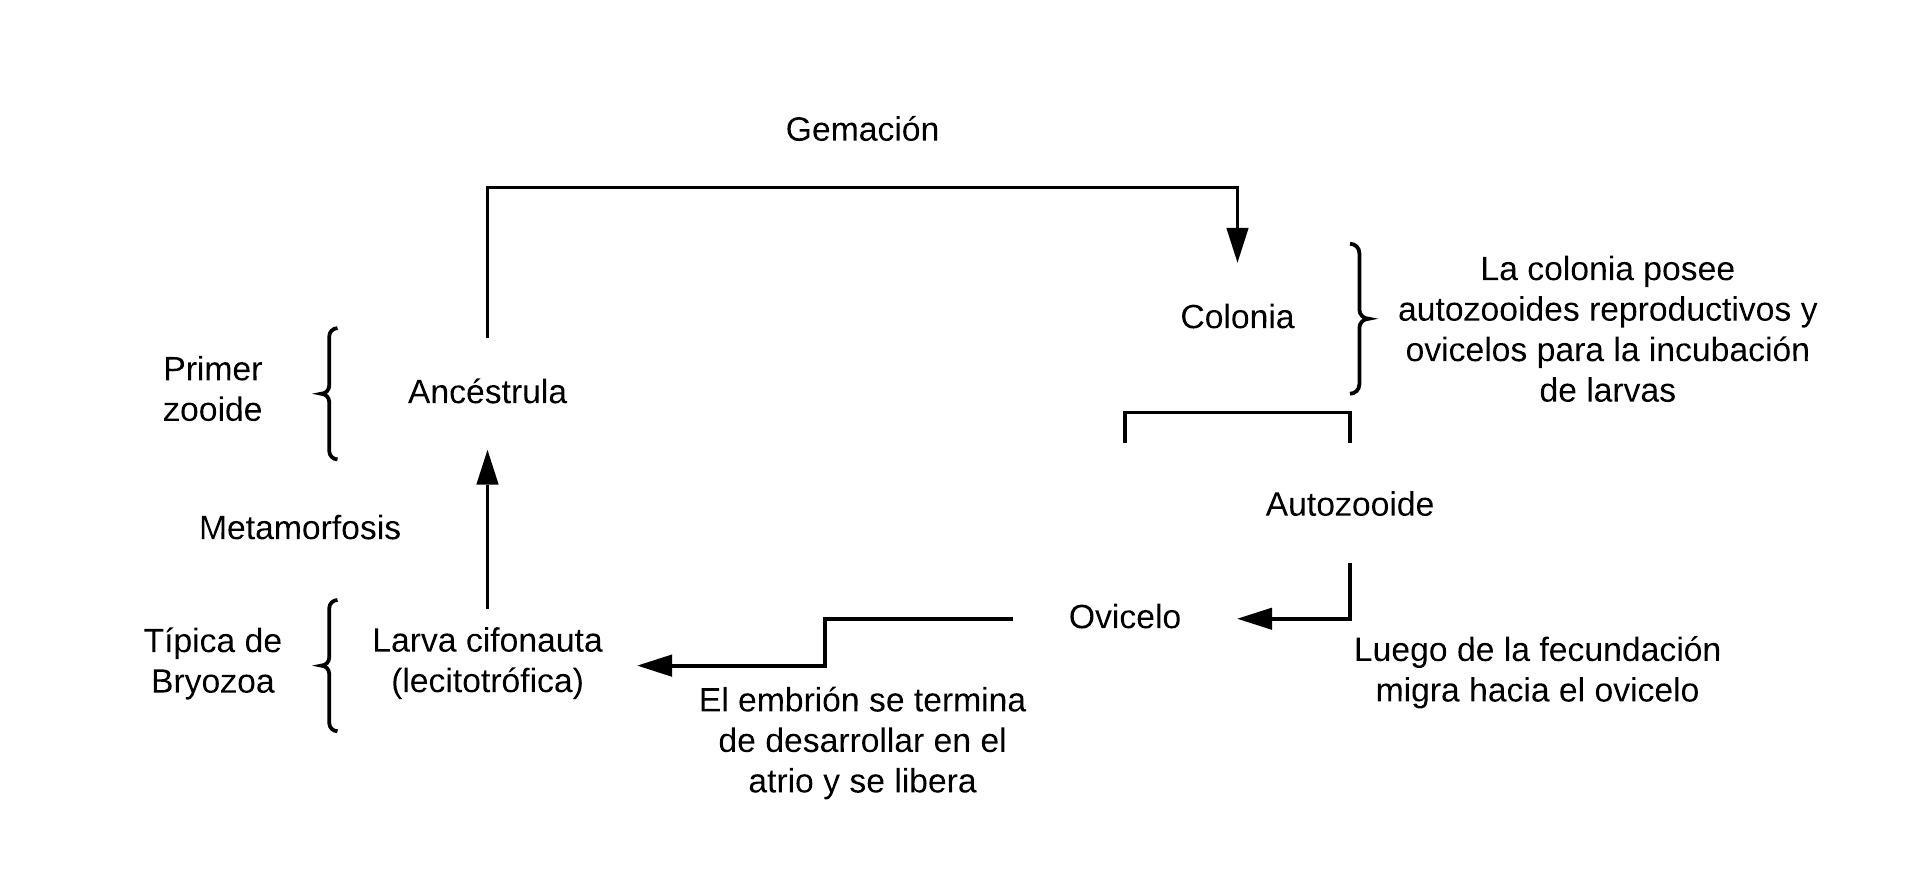 Gemación
La colonia posee
autozooides reproductivos y
ovicelos para la incubación
de larvas
Colonia
Primer
zooide
Ancéstrula
Autozooide
Metamorfosis
Ovicelo
Típica de
Bryozoa
Larva cifonauta
(lecitotrófica)
Luego de la fecundación
migra hacia el ovicelo
El embrión se termina
de desarrollar en el
atrio y se libera